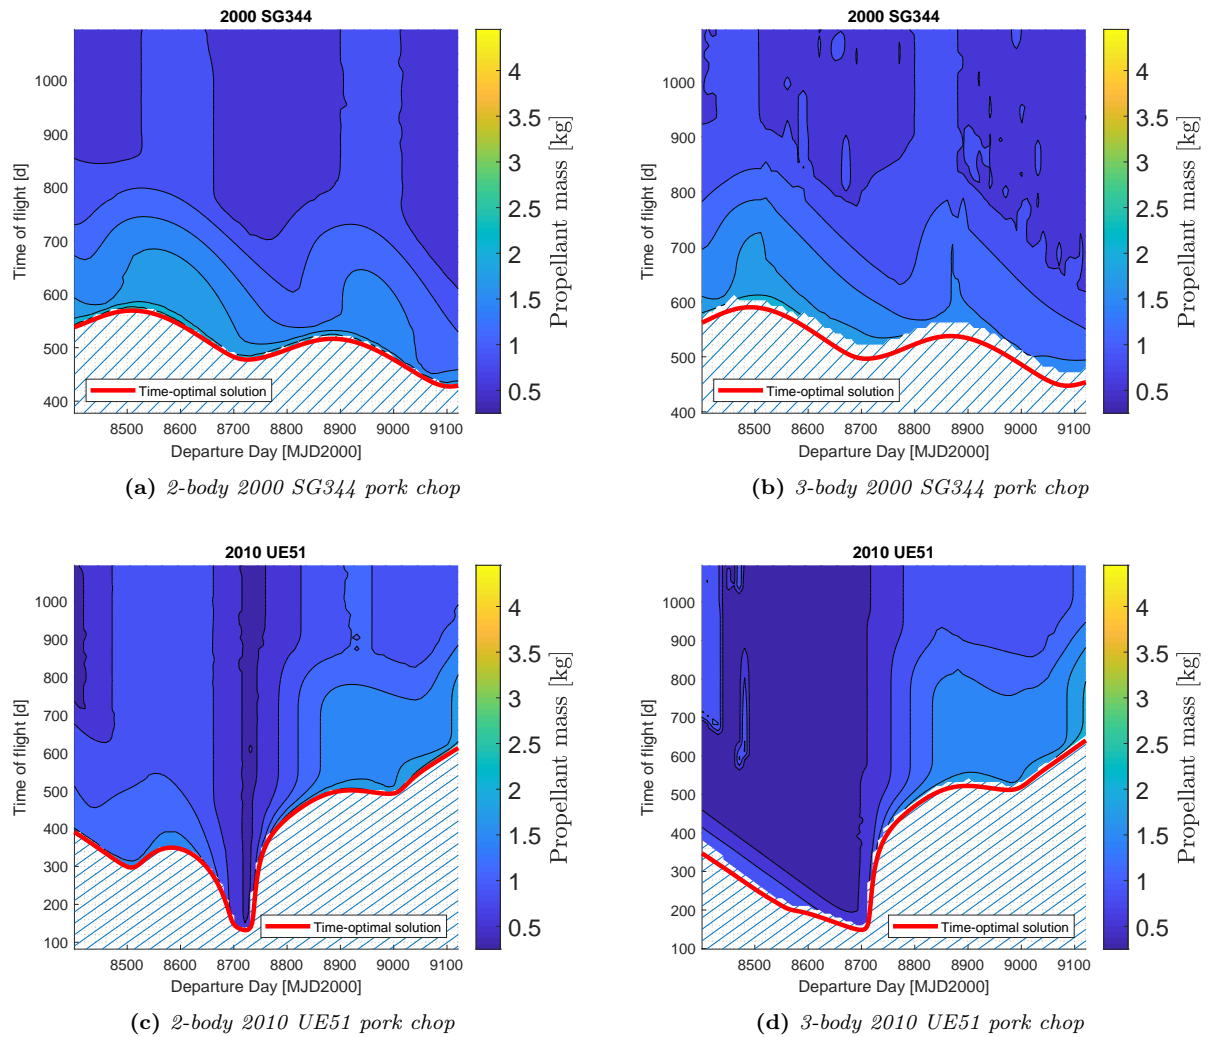 2000 SG344
1000
900
800
700
600
500
400
Time of flight [d]
Time-optimal solution
8500 8600 8700 8800 8900 9000 9100
Departure Day [MJD2000]
4
3.5
3
2.5
2
1.5
1
0.5
Propellant mass [kg]
(a) 2-body 2000 SG344 pork chop
2000 SG344
1000
900
800
700
600
500
400
Time of flight [d]
Time-optimal solution
8500 8600 8700 8800 8900 9000 9100
Departure Day [MJD2000]
4
3.5
3
2.5
2
1.5
1
0.5
Propellant mass [kg]
(b) 3-body 2000 SG344 pork chop
2010 UE51
1000
900
800
700
600
500
400
300
200
100
Time of flight [d]
Time-optimal solution
8500 8600 8700 8800 8900 9000 9100
Departure Day [MJD2000]
4
3.5
3
2.5
2
1.5
1
0.5
Propellant mass [kg]
(c) 2-body 2010 UE51 pork chop
2010 UE51
1000
900
800
700
600
500
400
300
200
100
Time of flight [d]
Time-optimal solution
8500 8600 8700 8800 8900 9000 9100
Departure Day [MJD2000]
4
3.5
3
2.5
2
1.5
1
0.5
Propellant mass [kg]
(d) 3-body 2010 UE51 pork chop